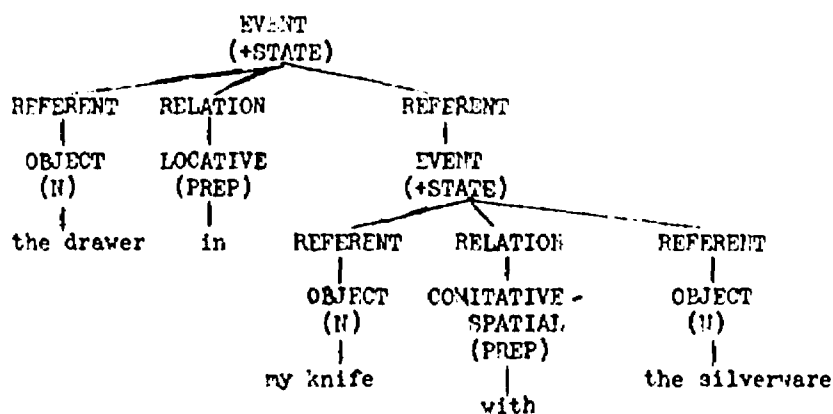 EVENT
(+STATE)
REFERENT RELATION REFERENT
OBJECT LOCATIVE EVENT
(N) (PREP) (+STATE)
the drawer in REFERENT RELATION REFERENT
OBJECT COMITATIVE- OBJECT
(N) SPATIAL (N)
(PREP)
my knife the silverware
with